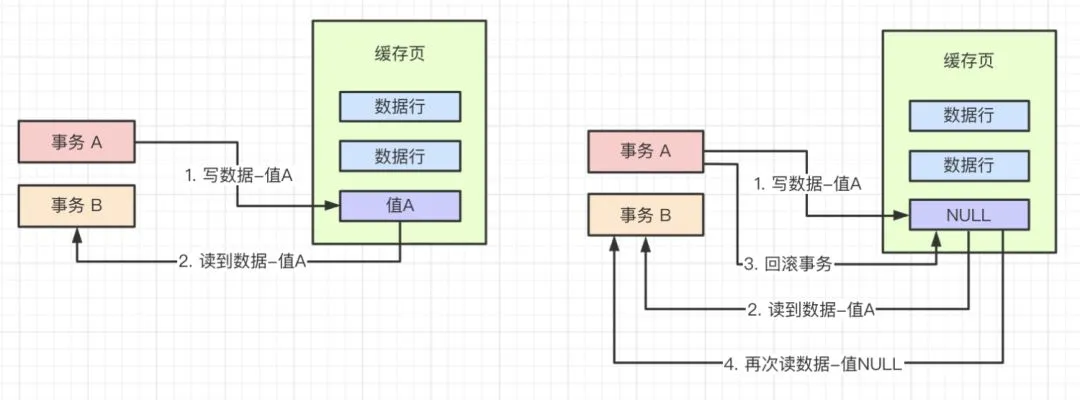 缓存页
数据行
数据行
值A
事务 A
事务 B
1. 写数据–值A
2. 读到数据–值A
缓存页
数据行
数据行
NULL
事务 A
事务 B
1. 写数据–值A
3. 回滚事务
2. 读到数据–值A
4. 再次读数据–值NULL